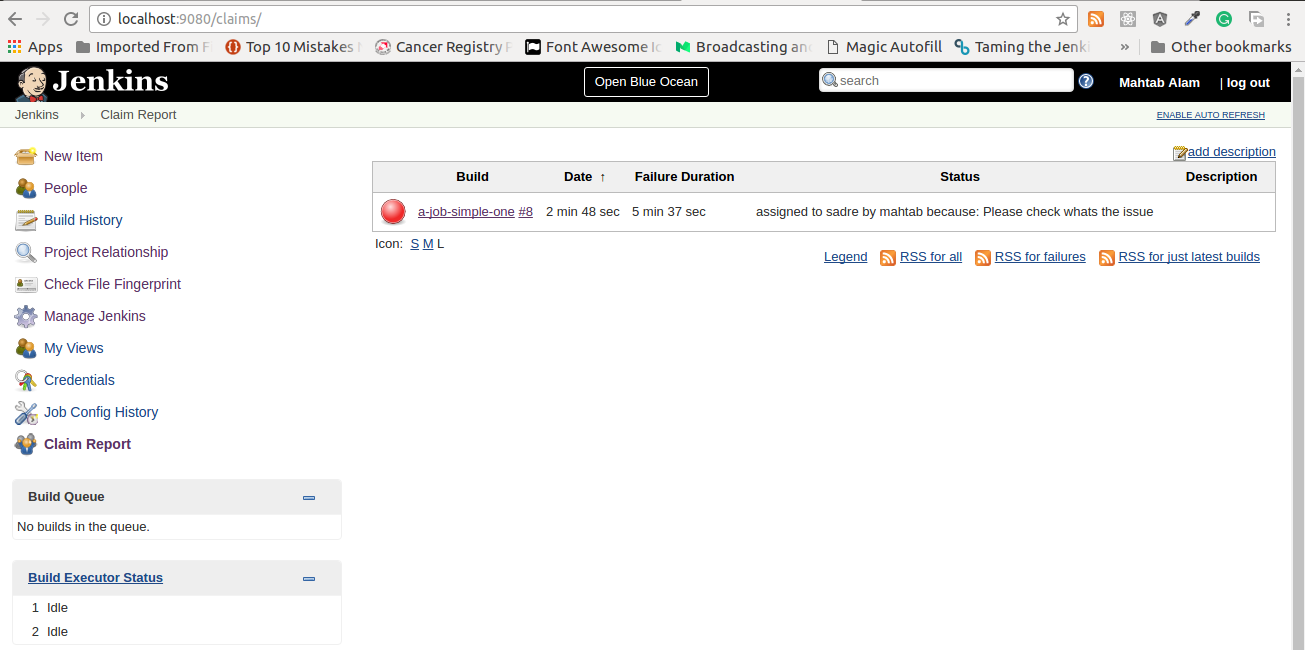 localhost:9080/claims/
Apps Imported From F Top 10 Mistakes Cancer Registry Font Awesome Broadcasting an Magic Autofill Taming the Jenki » Other bookmarks
Jenkins Open Blue Ocean search Mahtab Alam | log out
Jenkins Claim Report ENABLE AUTO REFRESH
New Item
People
Build History
Project Relationship
Check File Fingerprint
Manage Jenkins
My Views
Credentials
Job Config History
Claim Report
Build Queue
No builds in the queue.
Build Executor Status
1 Idle
2 Idle
add description
Build Date ↑ Failure Duration Status Description
a-job-simple-one #8 2 min 48 sec 5 min 37 sec assigned to sadre by mahtab because: Please check whats the issue
Icon: S M L
Legend RSS for all RSS for failures RSS for just latest builds